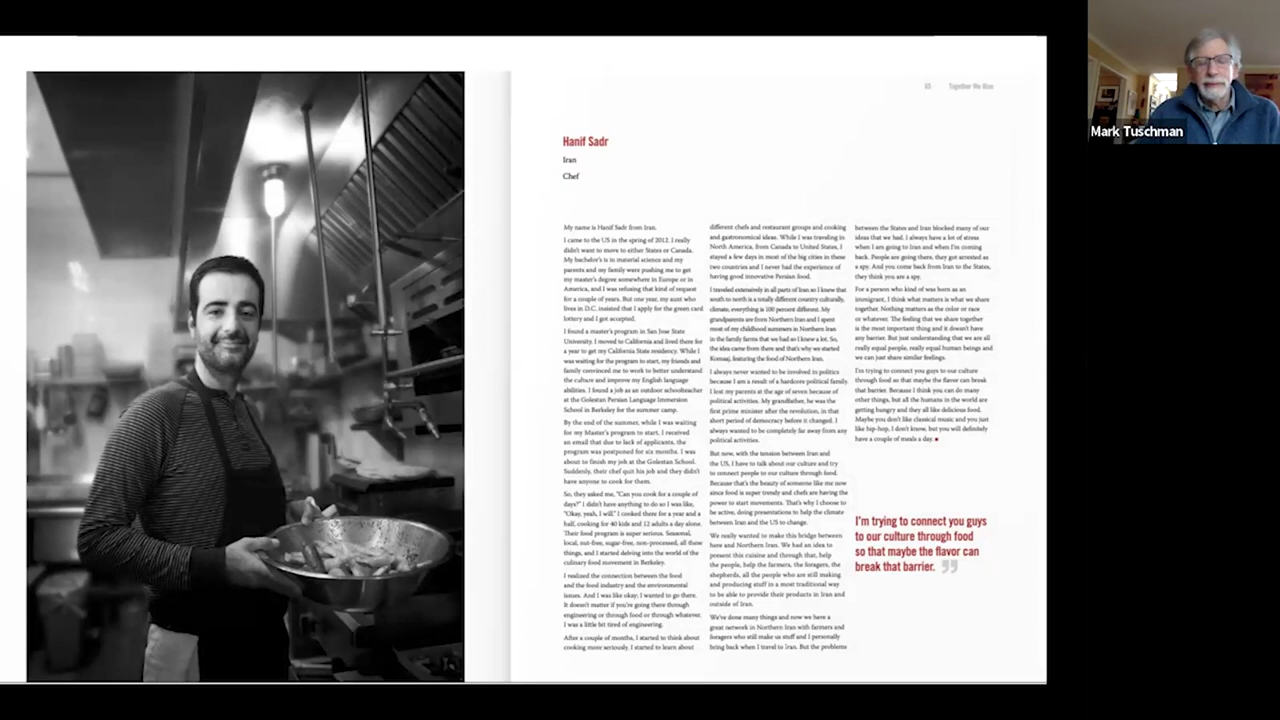 65 Together We Rise
Hanif Sadr
Iran
Chef
My name is Hanif Sadr from Iran.
I came to the US in the spring of 2012. I really
didn't want to move to either States or Canada.
My bachelor's is in material science and my
parents and my family were pushing me to get
my master's degree somewhere in Europe or in
America, and I was refusing that kind of request
for a couple of years. But one year, my aunt who
lives in D.C. insisted that I apply for the green card
lottery and I got accepted.
I found a master's program in San Jose State
University. I moved to California and lived there for
a year to get my California State residency. While I
was waiting for the program to start, my friends and
family convinced me to work to better understand
the culture and improve my English language
abilities. I found a job as an outdoor schoolteacher
at the Golestan Persian Language Immersion
School in Berkeley for the summer camp.
By the end of the summer, while I was waiting
for my Master's program to start, I received
an email that due to lack of applicants, the
program was postponed for six months. I was
about to finish my job at the Golestan School.
Suddenly, their chef quit his job and they didn't
have anyone to cook for them.
So, they asked me, "Can you cook for a couple of
days?" I didn't have anything to do so I was like,
"Okay, yeah, I will." I cooked there for a year and a
half, cooking for 40 kids and 12 adults a day alone.
Their food program is super serious. Seasonal,
local, nut-free, sugar-free, non-processed, all these
things, and I started delving into the world of the
culinary food movement in Berkeley.
I realized the connection between the food
and the food industry and the environmental
issues. And I was like okay; I wanted to go there.
It doesn't matter if you're going there through
engineering or through food or through whatever.
I was a little bit tired of engineering.
After a couple of months, I started to think about
cooking more seriously. I started to learn about
different chefs and restaurant groups and cooking
and gastronomical ideas. While I was traveling in
North America, from Canada to United States, I
stayed a few days in most of the big cities in these
two countries and I never had the experience of
having good innovative Persian food.
I traveled extensively in all parts of Iran so I knew that
south to north is a totally different country culturally,
climate, everything is 100 percent different. My
grandparents are from Northern Iran and I spent
most of my childhood summers in Northern Iran
in the family farms that we had so I knew a lot. So,
the idea came from there and that's why we started
Komaaj, featuring the food of Northern Iran.
I always never wanted to be involved in politics
because I am a result of a hardcore political family.
I lost my parents at the age of seven because of
political activities. My grandfather, he was the
first prime minister after the revolution, in that
short period of democracy before it changed. I
always wanted to be completely far away from any
political activities.
But now, with the tension between Iran and
the US, I have to talk about our culture and try
to connect people to our culture through food.
Because that's the beauty of someone like me now
since food is super trendy and chefs are having the
power to start movements. That's why I choose to
be active, doing presentations to help the climate
between Iran and the US to change.
We really wanted to make this bridge between
here and Northern Iran. We had an idea to
present this cuisine and through that, help
the people, help the farmers, the foragers, the
shepherds, all the people who are still making
and producing stuff in a most traditional way
to be able to provide their products in Iran and
outside of Iran.
We've done many things and now we have a
great network in Northern Iran with farmers and
foragers who still make us stuff and I personally
bring back when I travel to Iran. But the problems
between the States and Iran blocked many of our
ideas that we had. I always have a lot of stress
when I am going to Iran and when I'm coming
back. People are going there, they got arrested as
a spy. And you come back from Iran to the States,
they think you are a spy.
For a person who kind of was born as an
immigrant, I think what matters is what we share
together. Nothing matters as the color or race
or whatever. The feeling that we share together
is the most important thing and it doesn't have
any barrier. But just understanding that we are all
really equal people, really equal human beings and
we can just share similar feelings.
I'm trying to connect you guys to our culture
through food so that maybe the flavor can break
that barrier. Because I think you can do many
other things, but all the humans in the world are
getting hungry and they all like delicious food.
Maybe you don't like classical music and you just
like hip-hop, I don't know, but you will definitely
have a couple of meals a day.
I'm trying to connect you guys
to our culture through food
so that maybe the flavor can
break that barrier. ”
Mark Tuschman